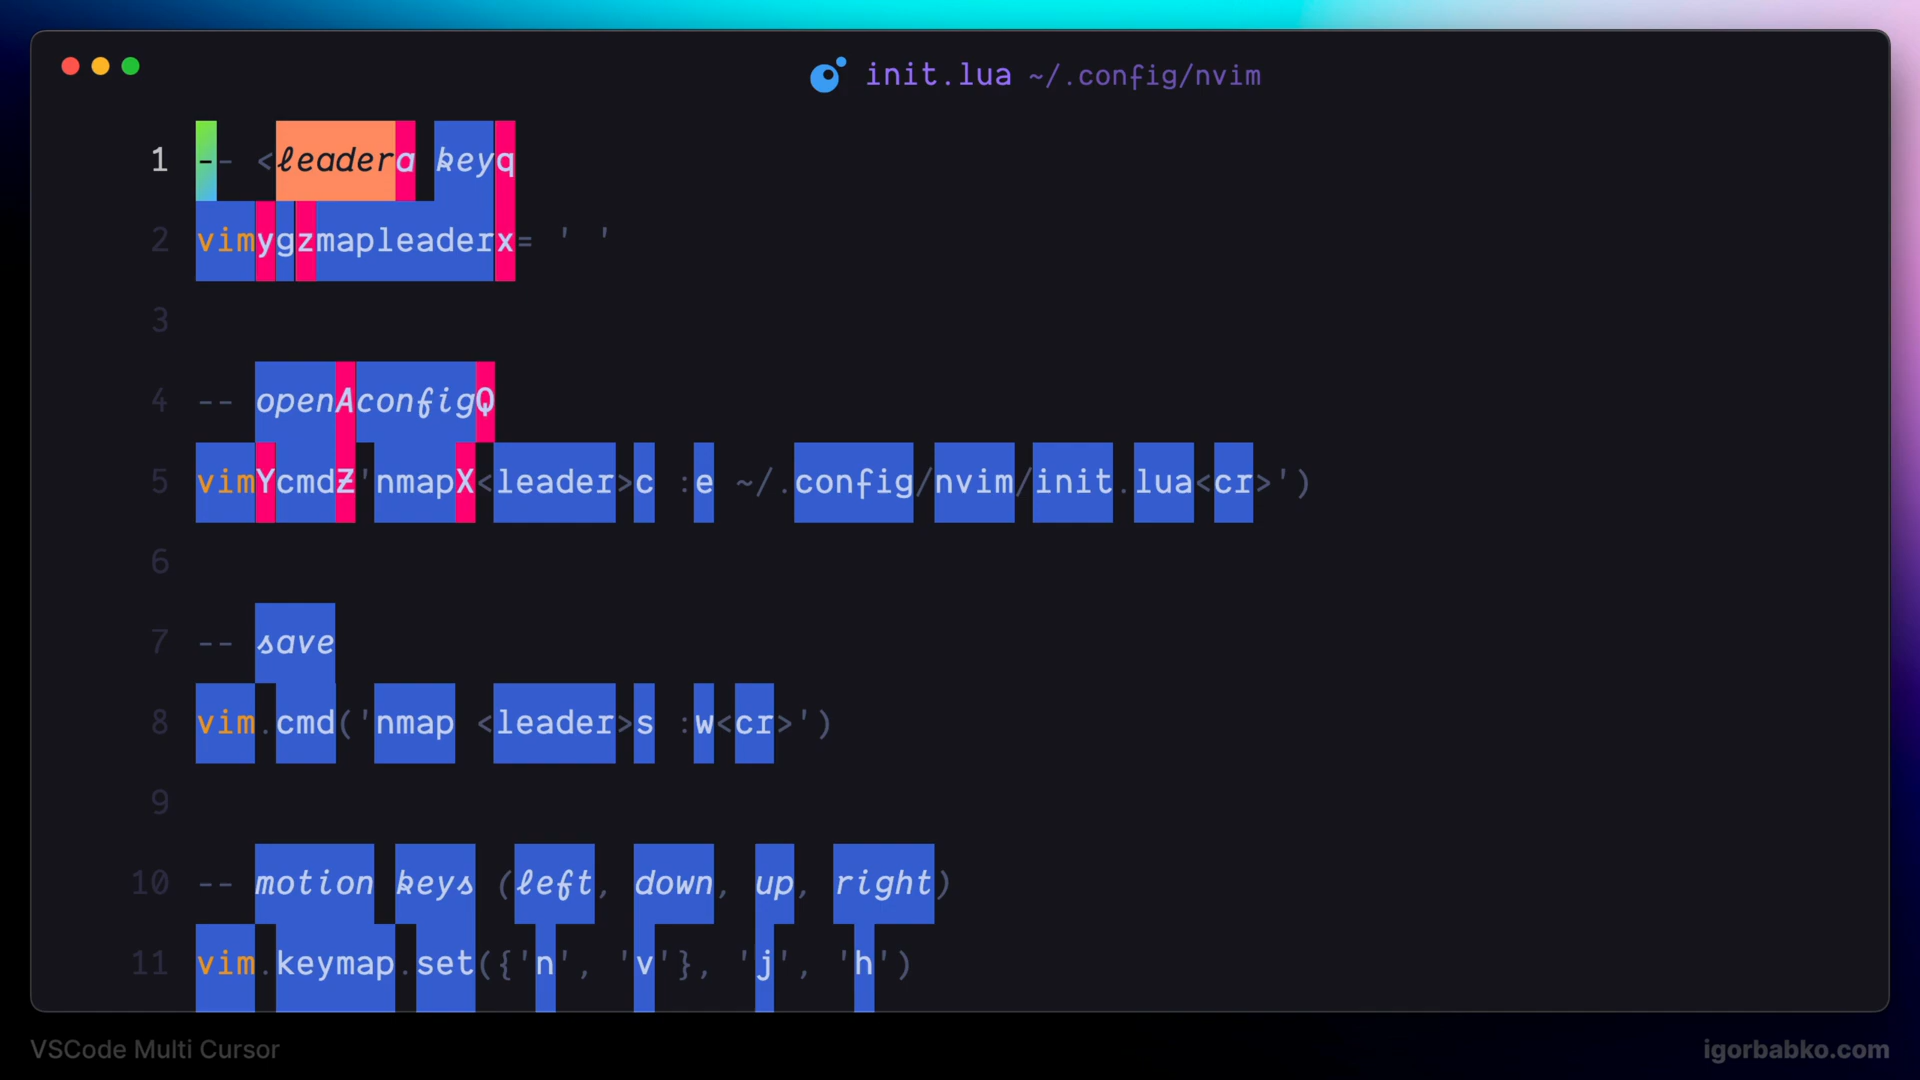 init.lua ~/.config/nvim
1 -- <leadera keyq
2 vimygzmapleaderx= ' '
3
4 -- openAconfigQ
5 vimYcmdZ'nmapX<leader>c :e ~/.config/nvim/init.lua<cr>')
6
7 -- save
8 vim.cmd('nmap <leader>s :w<cr>')
9
10 -- motion keys (left, down, up, right)
11 vim.keymap.set({'n', 'v'}, 'j', 'h')
VSCode Multi Cursor
igorbabko.com